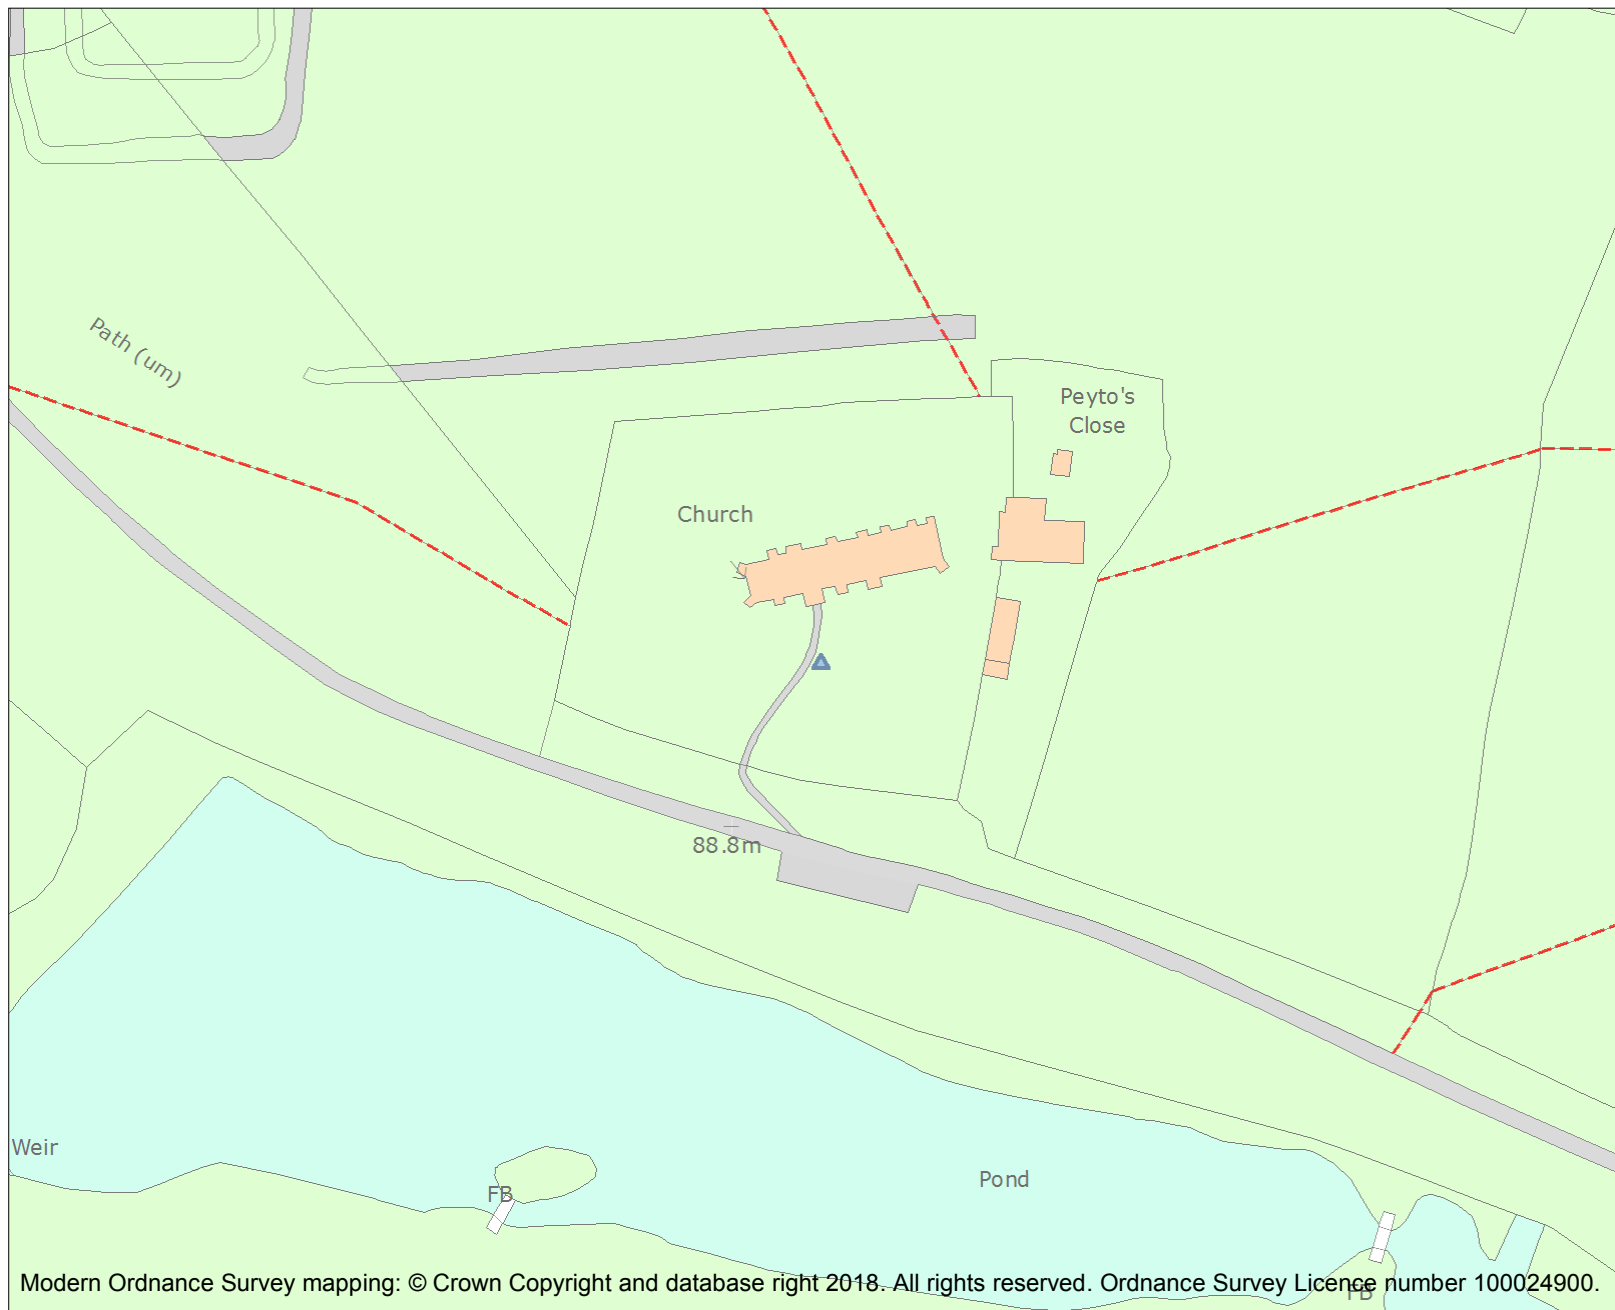 Path (um)
Peyto's
Close
Church
88.8m
Weir
FB
Pond
FB
Modern Ordnance Survey mapping: © Crown Copyright and database right 2018. All rights reserved. Ordnance Survey Licence number 100024900.